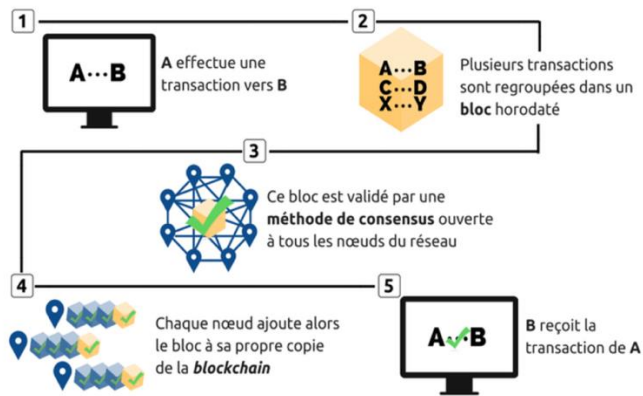 1
A•••B
A effectue une
transaction vers B
2
A•••B
C•••D
X•••Y
Plusieurs transactions
sont regroupées dans un
bloc horodaté
3
Ce bloc est validé par une
méthode de consensus ouverte
à tous les nœuds du réseau
4
Chaque nœud ajoute alors
le bloc à sa propre copie
de la blockchain
5
A•••B
B reçoit la
transaction de A